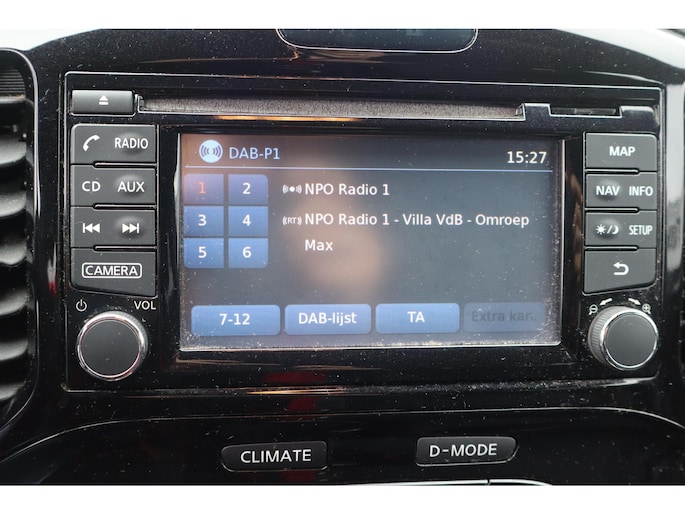 DAB-P1 15:27
RADIO MAP
CD AUX NAV INFO
1 2 NPO Radio 1
3 4 (RT) NPO Radio 1 - Villa VdB - Omroep
Max
SETUP
5 6
CAMERA
VOL
7-12 DAB-lijst TA Extra kan.
CLIMATE D-MODE